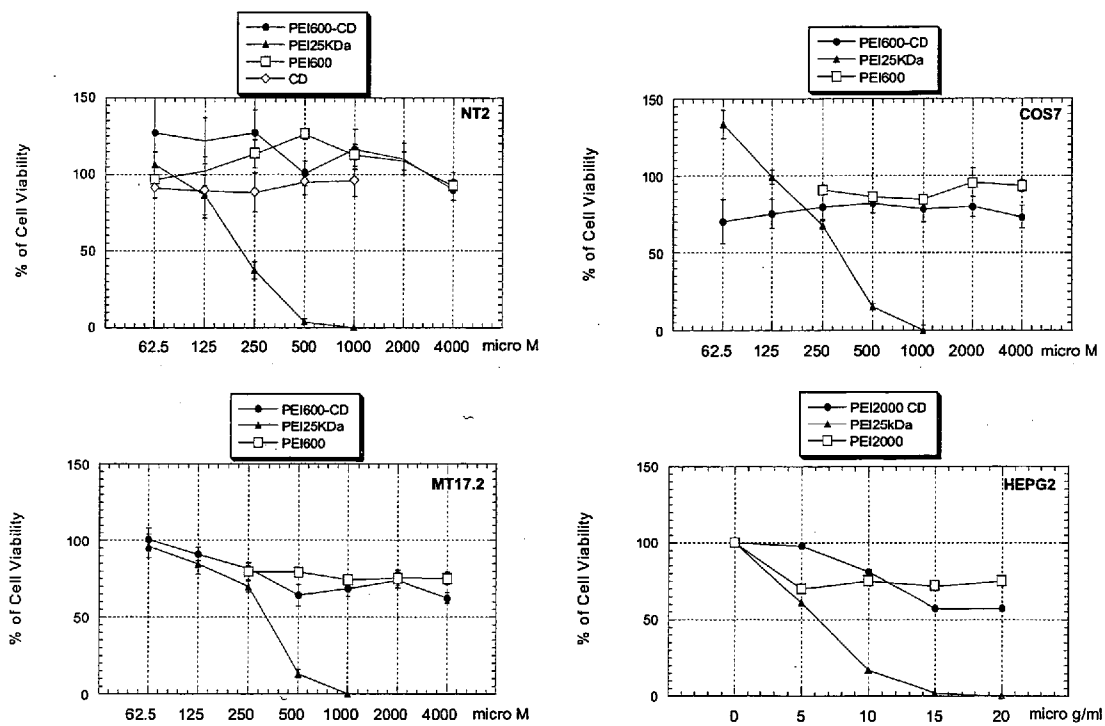 PEI600-CD
PEI25KDa
PEI600
CD
NT2
% of Cell Viability
150
100
50
0
62.5 125 250 500 1000 2000 4000 micro M
PEI600-CD
PEI25KDa
PEI600
COS7
% of Cell Viability
150
100
50
0
62.5 125 250 500 1000 2000 4000 micro M
PEI600-CD
PEI25KDa
PEI600
MT17.2
% of Cell Viability
150
100
50
0
62.5 125 250 500 1000 2000 4000 micro M
PEI2000 CD
PEI25kDa
PEI2000
HEPG2
% of Cell Viability
150
100
50
0
0 5 10 15 20 micro g/ml